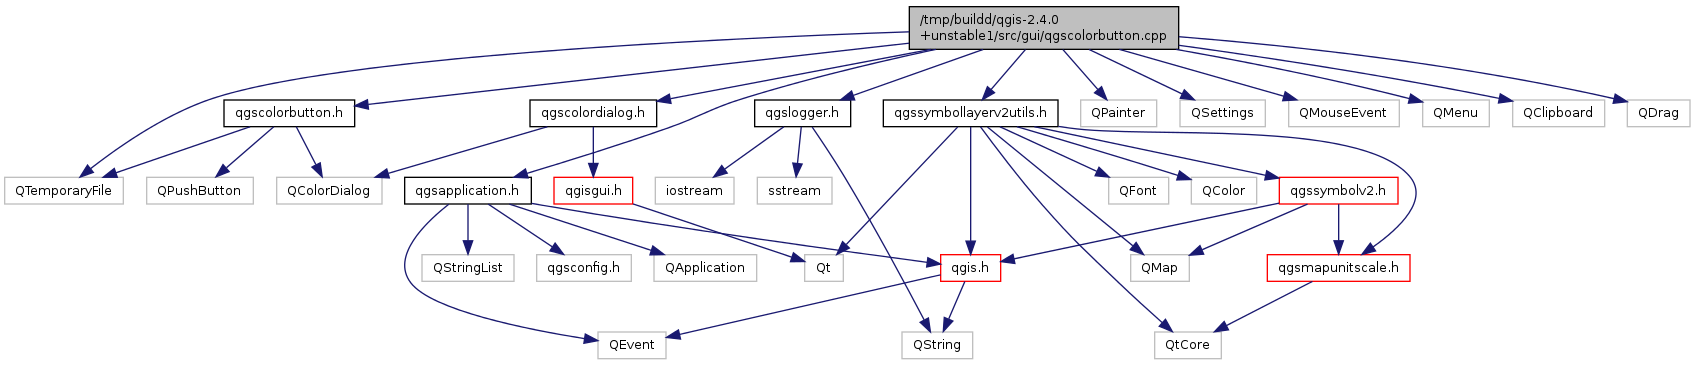 /tmp/buildd/qgis-2.4.0
+unstable1/src/gui/qgscolorbutton.cpp
qgscolorbutton.h
qgscolordialog.h
qgslogger.h
qgssymbollayerv2utils.h
QPainter
QSettings
QMouseEvent
QMenu
QClipboard
QDrag
QTemporaryFile
QPushButton
QColorDialog
qgsapplication.h
qgisgui.h
iostream
sstream
QFont
QColor
qgssymbolv2.h
QStringList
qgsconfig.h
QApplication
Qt
qgis.h
QMap
qgsmapunitscale.h
QEvent
QString
QtCore